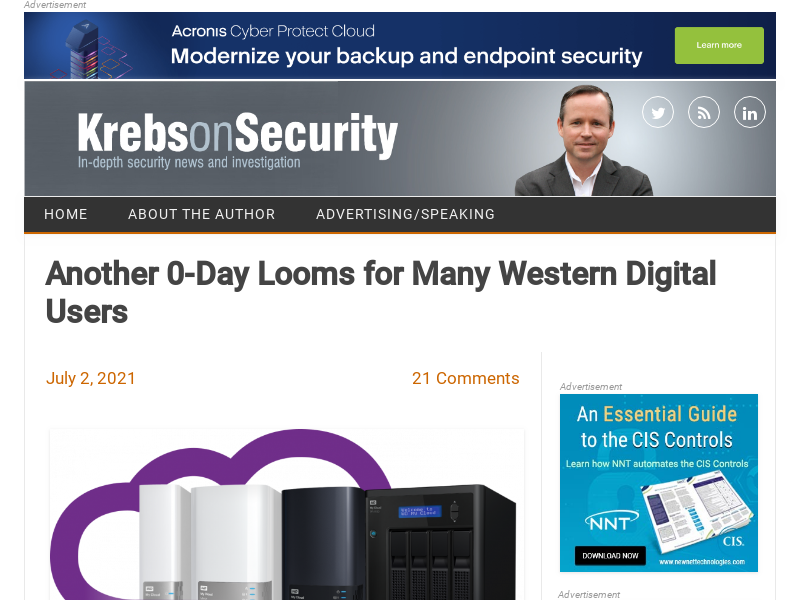 Advertisement
Acronis Cyber Protect Cloud
Modernize your backup and endpoint security
Learn more
KrebsonSecurity
In-depth security news and investigation
HOME
ABOUT THE AUTHOR
ADVERTISING/SPEAKING
Another 0-Day Looms for Many Western Digital
Users
July 2, 2021
21 Comments
Advertisement
An Essential Guide
to the CIS Controls
Learn how NNT automates the CIS Controls
NNT
CIS.
DOWNLOAD NOW
www.newnettechnologies.com
Advertisement